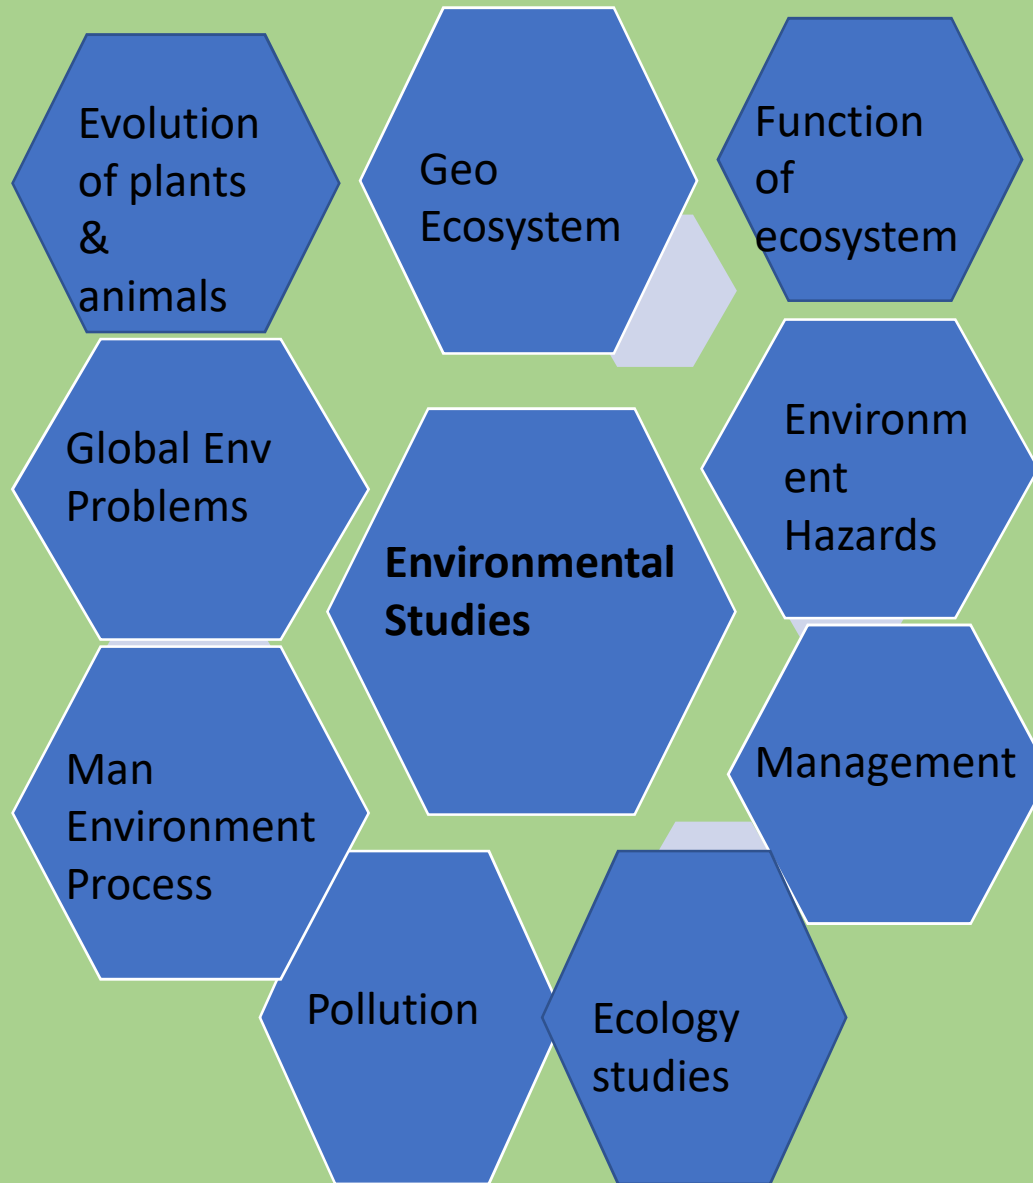 Evolution
of plants
&
animals
Geo
Ecosystem
Function
of
ecosystem
Global Env
Problems
Environmental
Studies
Environm
ent
Hazards
Man
Environment
Process
Management
Pollution
Ecology
studies